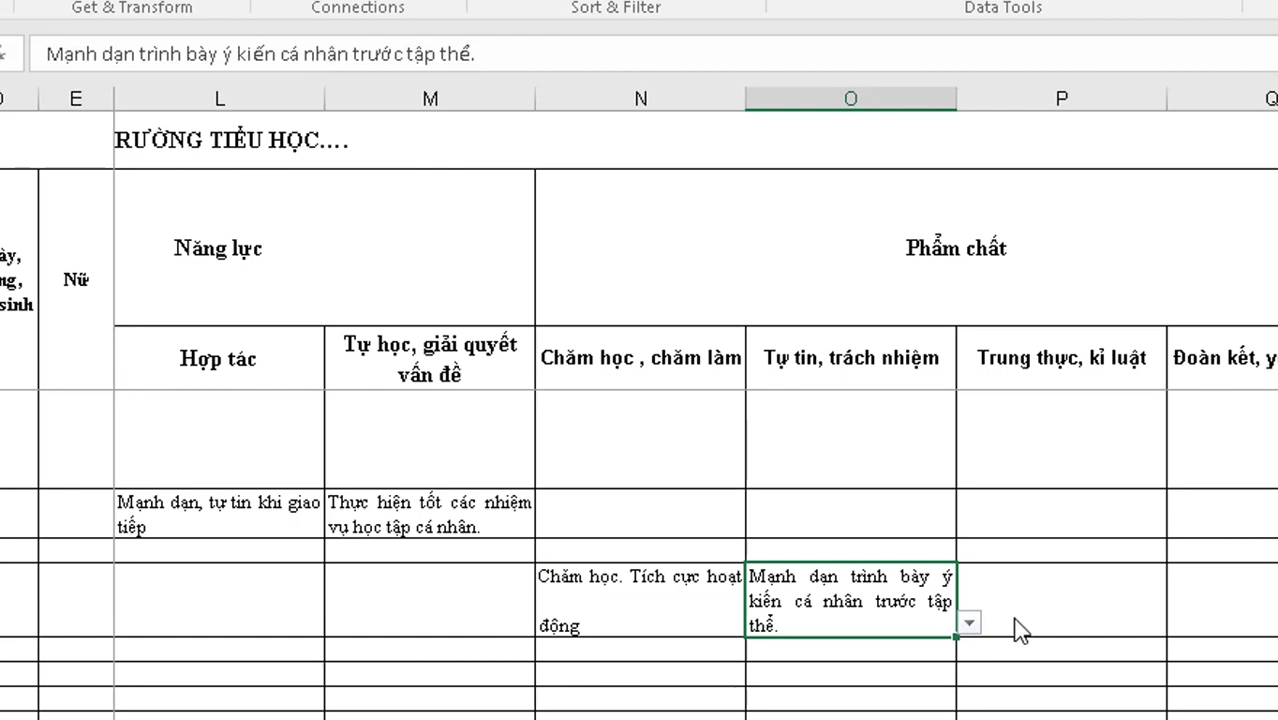 Get & Transform Connections Sort & Filter Data Tools
Mạnh dạn trình bày ý kiến cá nhân trước tập thể.
E L M N O P
RƯỜNG TIỂU HỌC....
Năng lực Phẩm chất
Nữ
sinh
Hợp tác
Tự học, giải quyết
vấn đề
Chăm học , chăm làm
Tự tin, trách nhiệm
Trung thực, kỉ luật
Đoàn kết, y
Mạnh dạn, tự tin khi giao
tiếp
Thực hiện tốt các nhiệm
vụ học tập cá nhân.
Chăm học. Tích cực hoạt
động
Mạnh dạn trình bày ý
kiến cá nhân trước tập
thể.